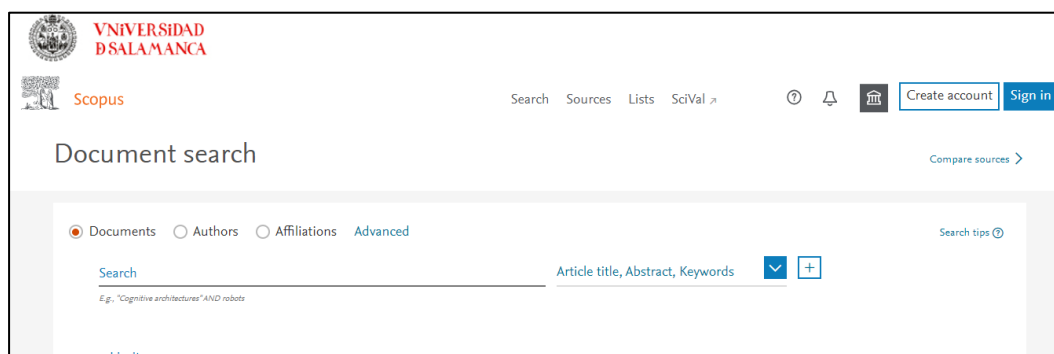 VNiVERSiDAD
D SALAMANCA
Scopus
Search Sources Lists SciVal
Create account
Sign in
Document search
Compare sources
Documents Authors Affiliations Advanced
Search tips
Search
Article title, Abstract, Keywords
E.g., "Cognitive architectures" AND robots